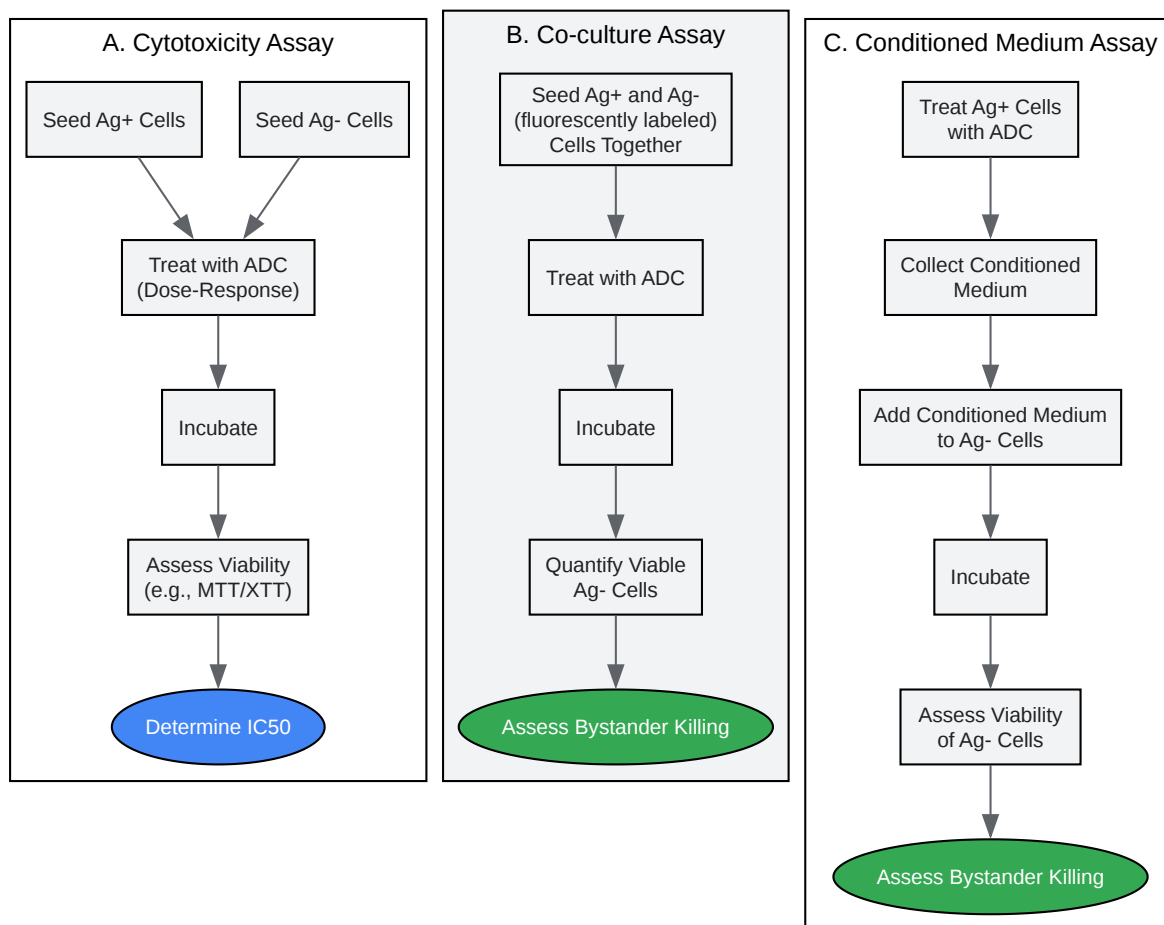 A. Cytotoxicity Assay
Seed Ag+ Cells
Seed Ag- Cells
Treat with ADC
(Dose-Response)
Incubate
Assess Viability
(e.g., MTT/XTT)
Determine IC50
B. Co-culture Assay
Seed Ag+ and Ag-
(fluorescently labeled)
Cells Together
Treat with ADC
Incubate
Quantify Viable
Ag- Cells
Assess Bystander Killing
C. Conditioned Medium Assay
Treat Ag+ Cells
with ADC
Collect Conditioned
Medium
Add Conditioned Medium
to Ag- Cells
Incubate
Assess Viability
of Ag- Cells
Assess Bystander Killing